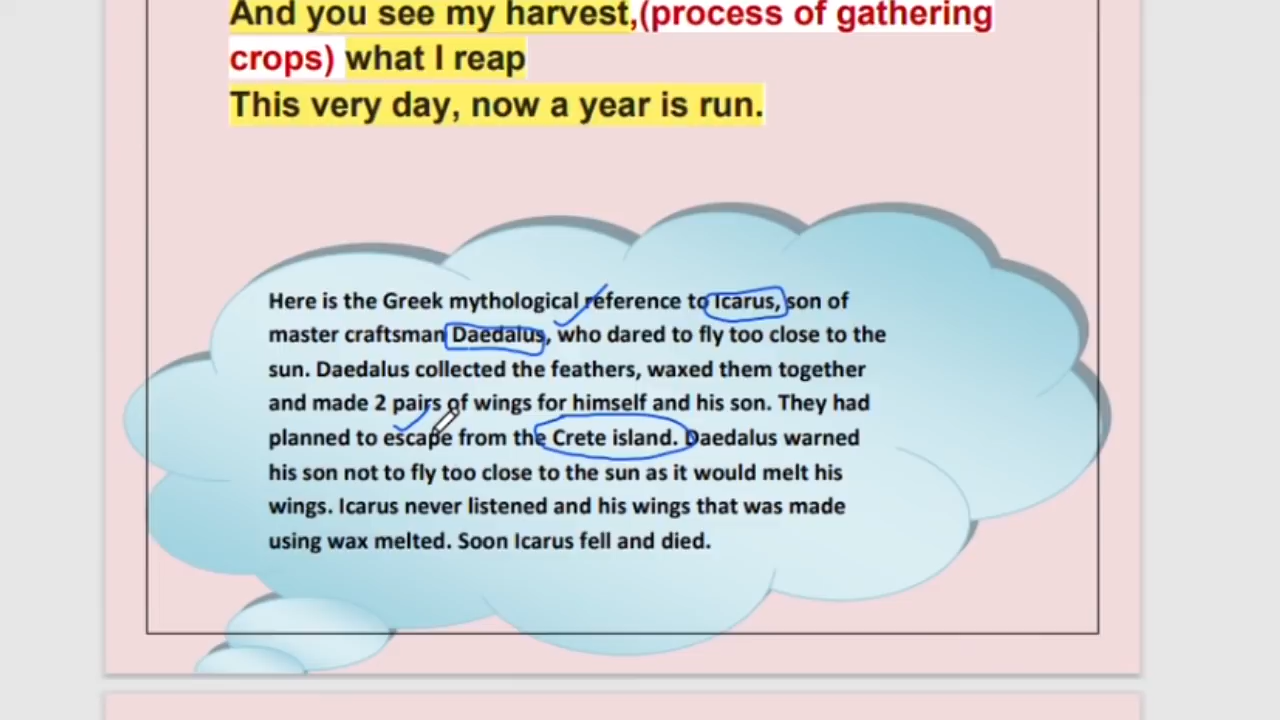 And you see my harvest,(process of gathering
crops) what I reap
This very day, now a year is run.
Here is the Greek mythological reference to Icarus, son of
master craftsman Daedalus, who dared to fly too close to the
sun. Daedalus collected the feathers, waxed them together
and made 2 pairs of wings for himself and his son. They had
planned to escape from the Crete island. Daedalus warned
his son not to fly too close to the sun as it would melt his
wings. Icarus never listened and his wings that was made
using wax melted. Soon Icarus fell and died.